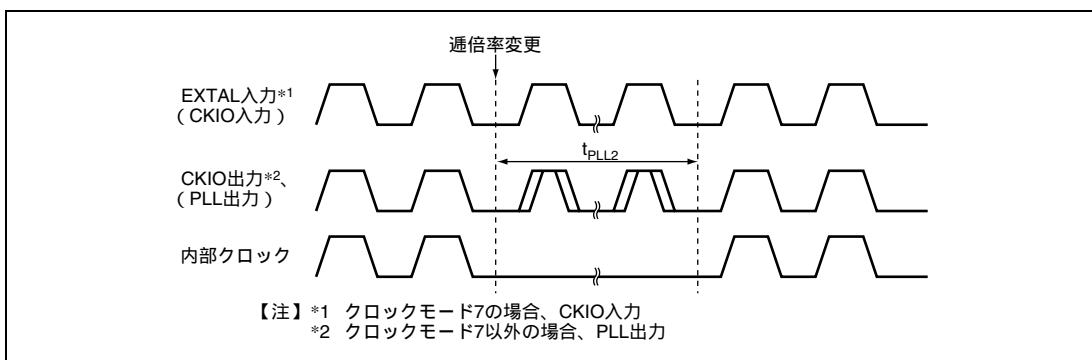 逓倍率変更
EXTAL入力*1
（CKIO入力）
tPLL2
CKIO出力*2、
（PLL出力）
内部クロック
【注】*1 クロックモード7の場合、CKIO入力
*2 クロックモード7以外の場合、PLL出力